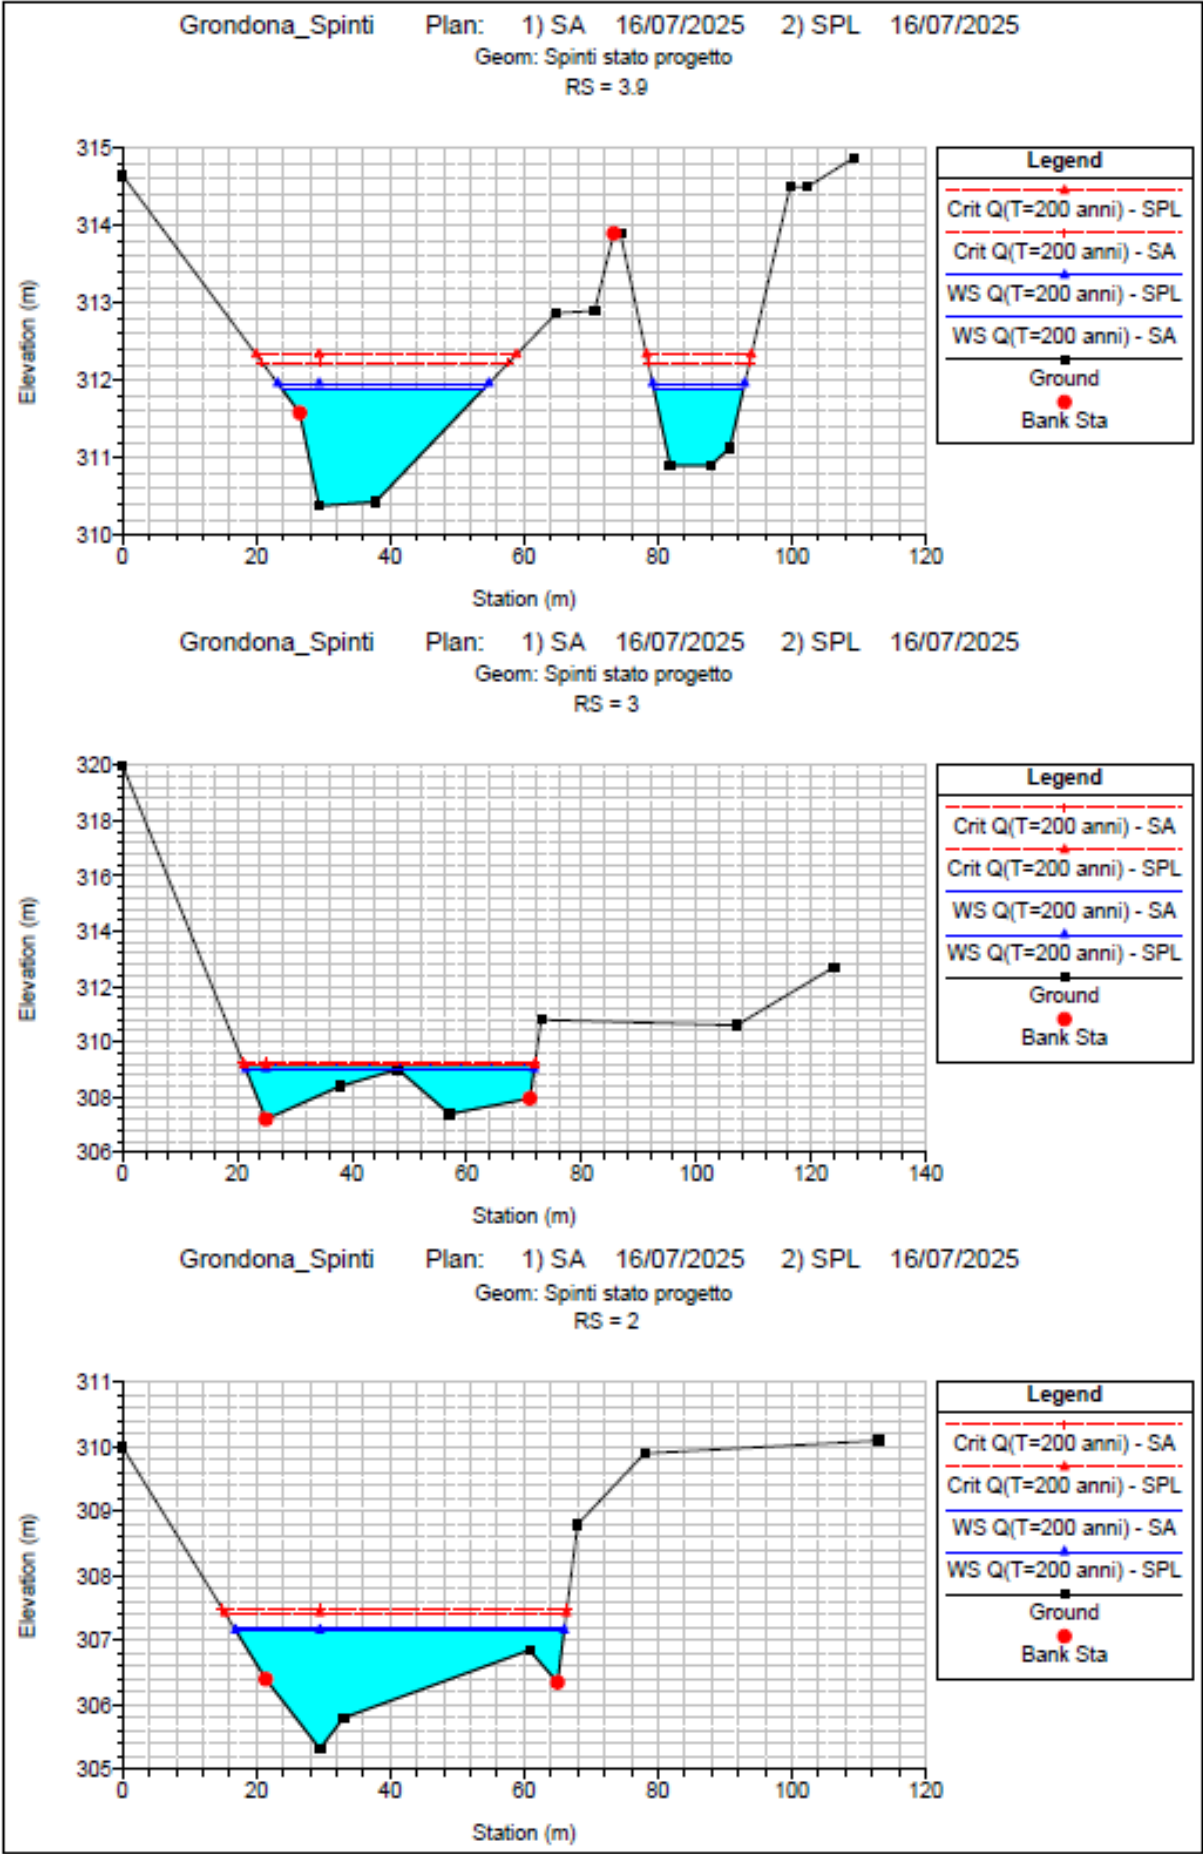 Grondona_Spinti Plan: 1) SA 16/07/2025 2) SPL 16/07/2025
Geom: Spinti stato progetto
RS = 3.9
Elevation (m)
315
314
313
312
311
310
0 20 40 60 80 100 120
Station (m)
Legend
Crit Q(T=200 anni) - SPL
Crit Q(T=200 anni) - SA
WS Q(T=200 anni) - SPL
WS Q(T=200 anni) - SA
Ground
Bank Sta
Grondona_Spinti Plan: 1) SA 16/07/2025 2) SPL 16/07/2025
Geom: Spinti stato progetto
RS = 3
Elevation (m)
320
318
316
314
312
310
308
306
0 20 40 60 80 100 120 140
Station (m)
Legend
Crit Q(T=200 anni) - SA
Crit Q(T=200 anni) - SPL
WS Q(T=200 anni) - SA
WS Q(T=200 anni) - SPL
Ground
Bank Sta
Grondona_Spinti Plan: 1) SA 16/07/2025 2) SPL 16/07/2025
Geom: Spinti stato progetto
RS = 2
Elevation (m)
311
310
309
308
307
306
305
0 20 40 60 80 100 120
Station (m)
Legend
Crit Q(T=200 anni) - SA
Crit Q(T=200 anni) - SPL
WS Q(T=200 anni) - SA
WS Q(T=200 anni) - SPL
Ground
Bank Sta